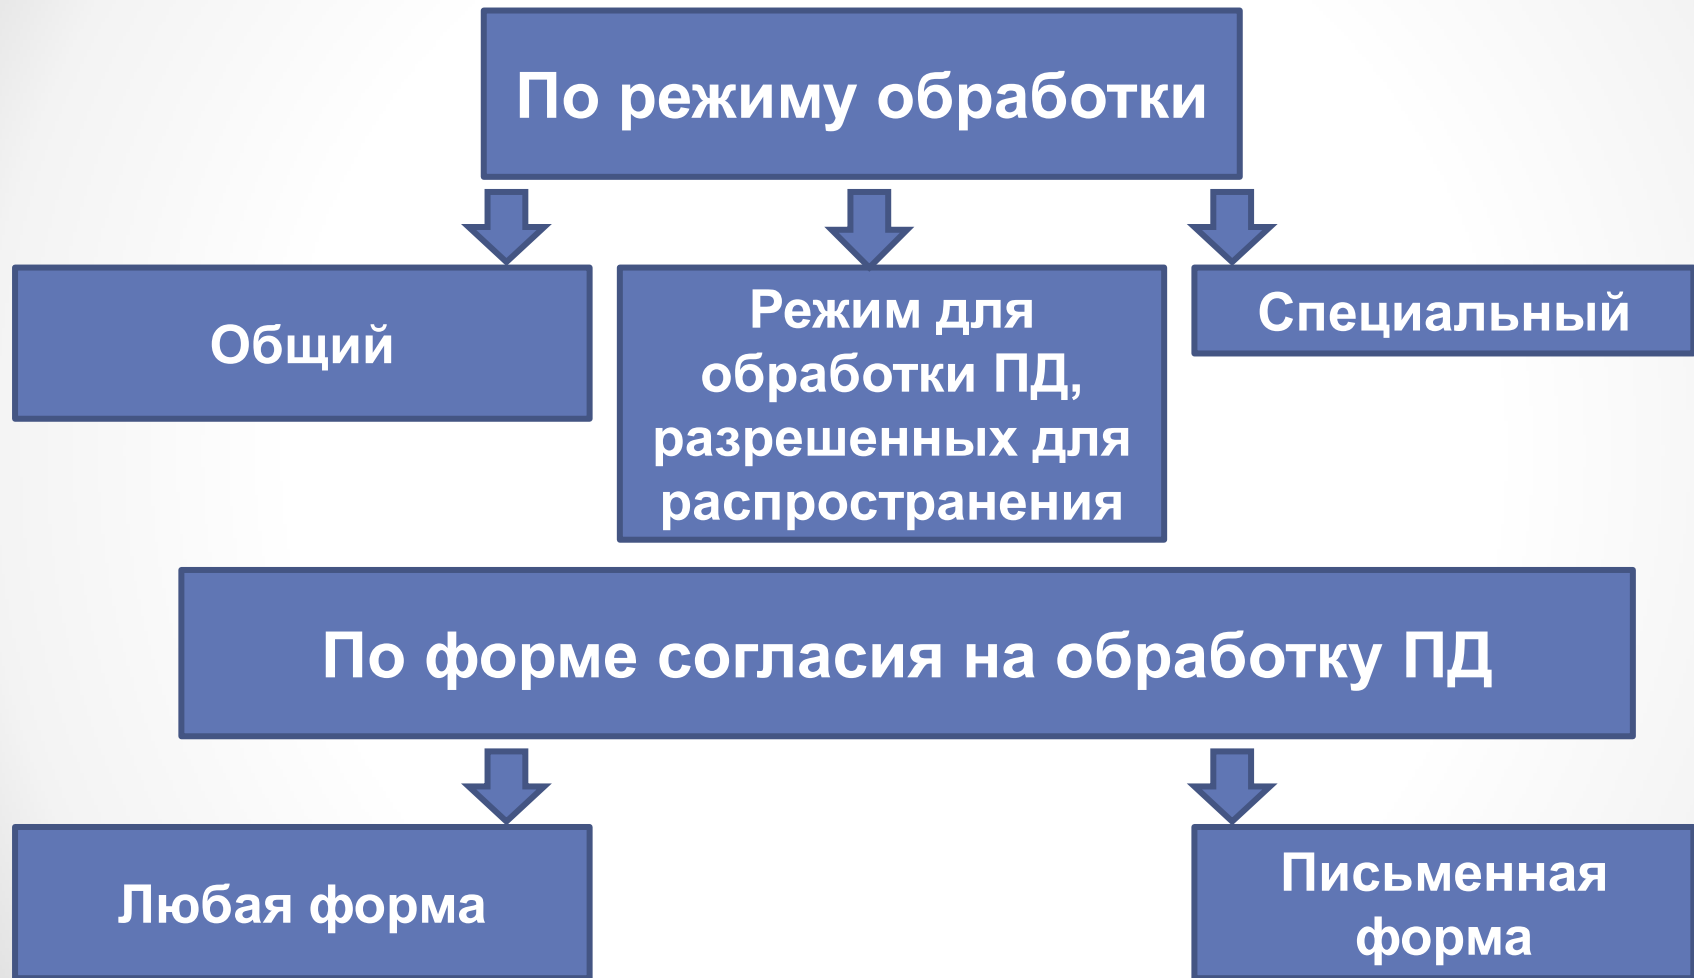 По режиму обработки
Общий
Режим для
обработки ПД,
разрешенных для
распространения
Специальный
По форме согласия на обработку ПД
Любая форма
Письменная
форма